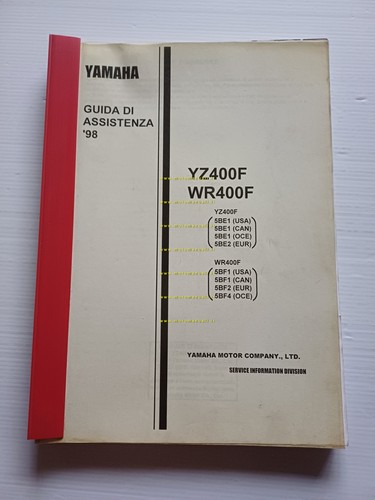 YAMAHA
GUIDA DI
ASSISTENZA
'98
YZ400F
WR400F
YZ400F
5BE1 (USA)
5BE1 (CAN)
5BE1 (OCE)
5BE2 (EUR)
WR400F
5BF1 (USA)
5BF1 (CAN)
5BF2 (EUR)
5BF4 (OCE)
YAMAHA MOTOR COMPANY., LTD.
SERVICE INFORMATION DIVISION